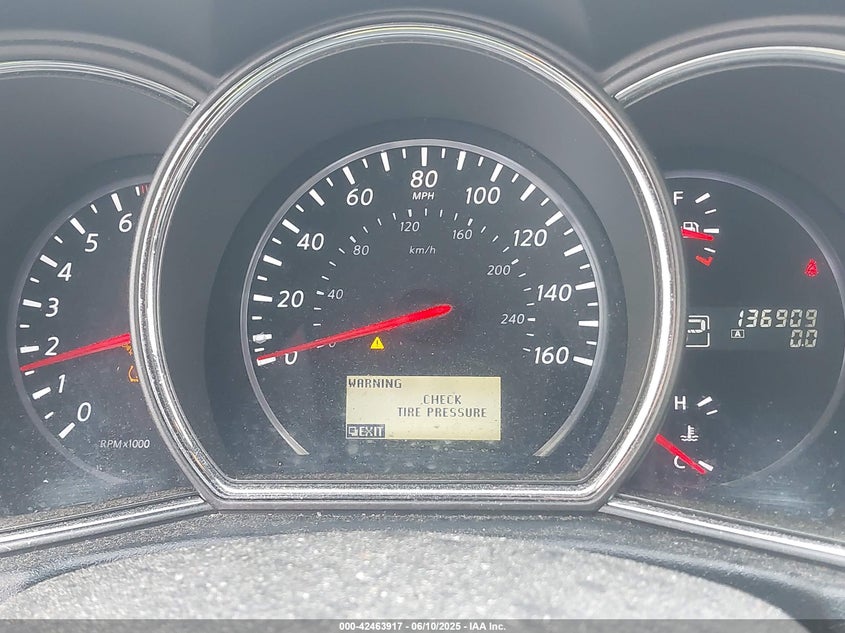 0
1
2
3
4
5
6
RPM x1000
0
20
40
60
80
100
120
140
160
MPH
40
80
120
160
200
240
km/h
WARNING
CHECK
TIRE PRESSURE
EXIT
F
136909
A 0.0
H
C
000-42463917 - 06/10/2025 - IAA Inc.